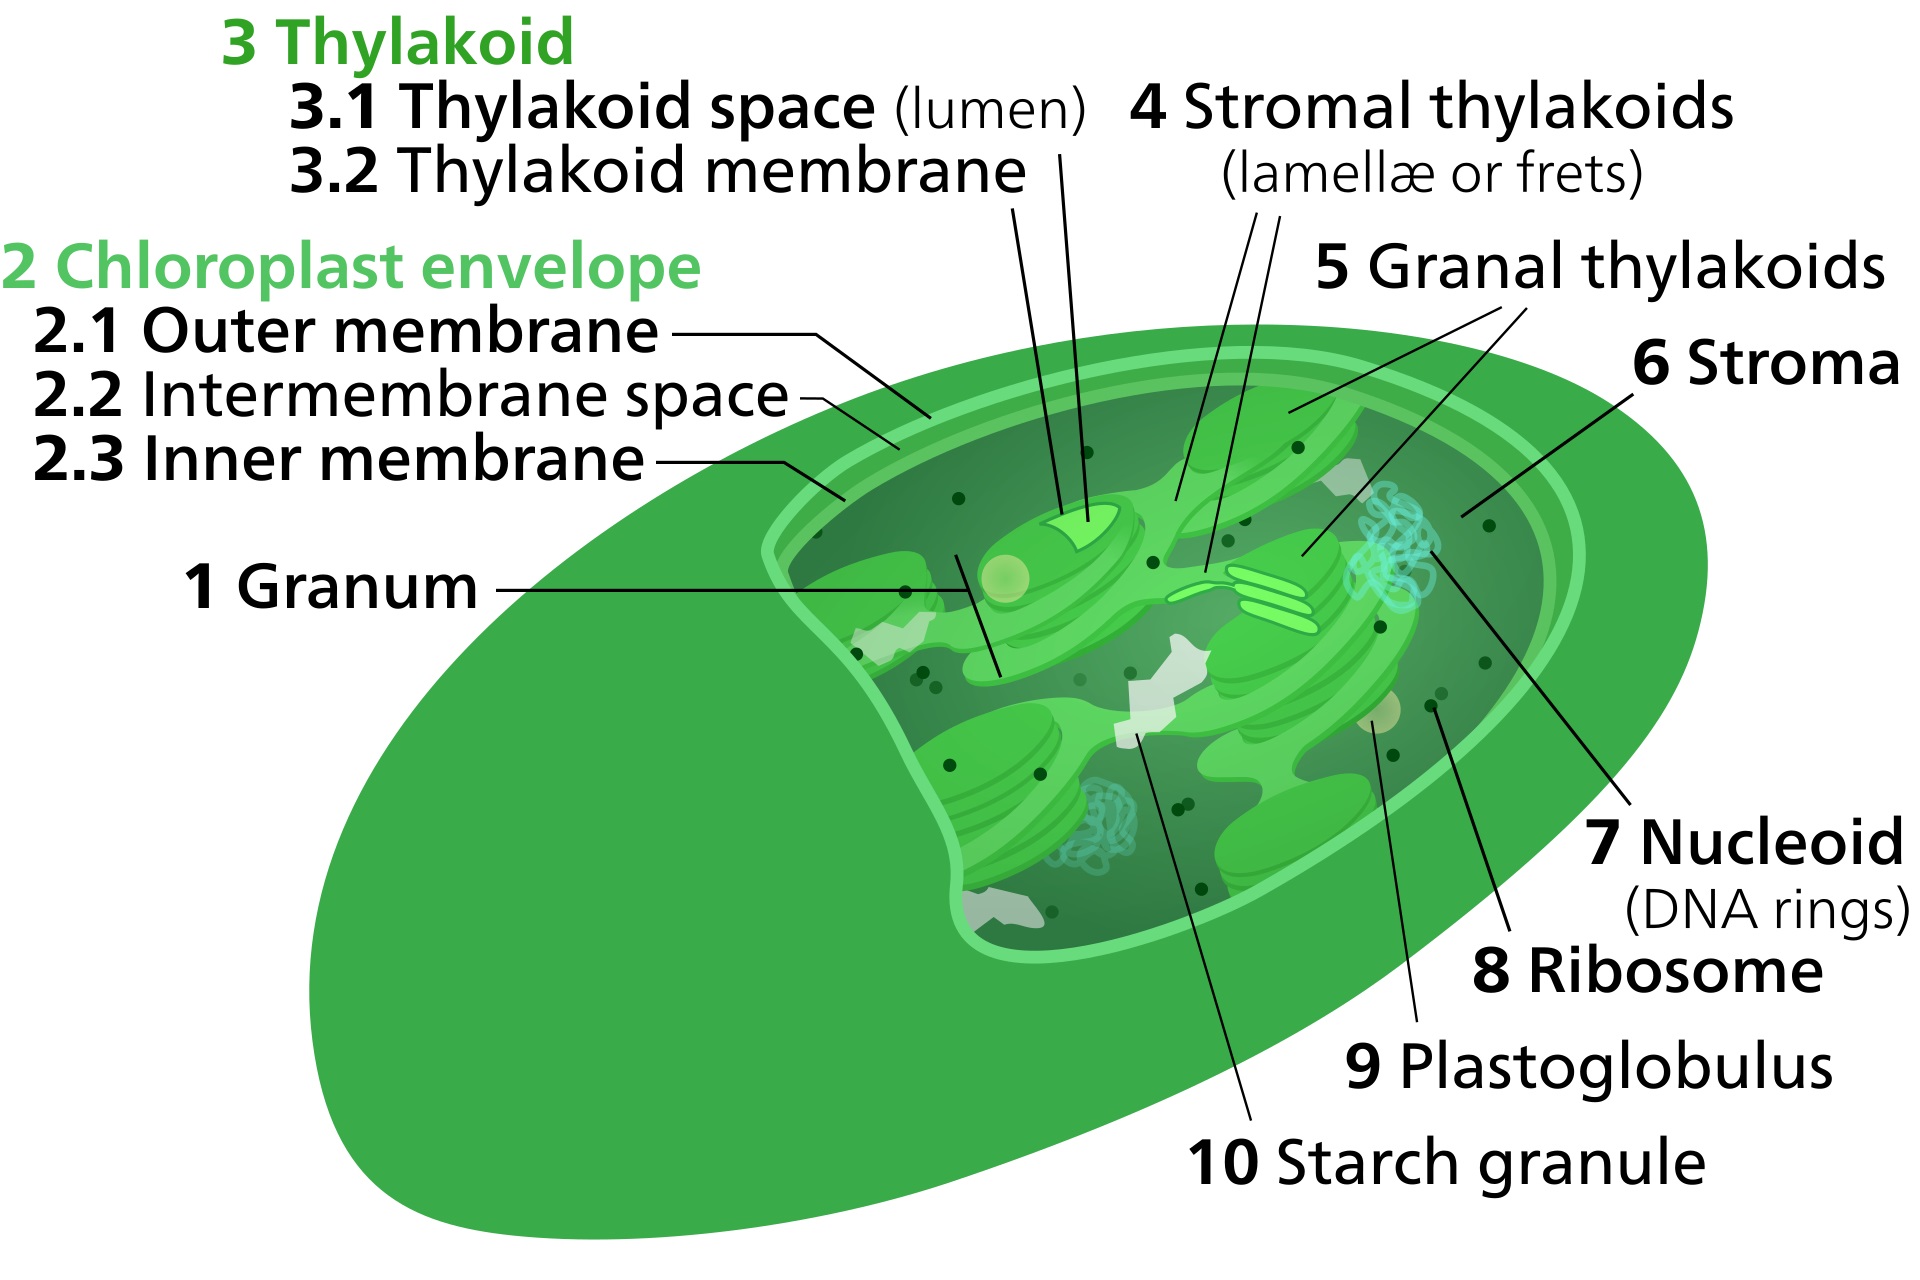 3 Thylakoid
3.1 Thylakoid space (lumen)
3.2 Thylakoid membrane
4 Stromal thylakoids
(lamellæ or frets)
2 Chloroplast envelope
2.1 Outer membrane
2.2 Intermembrane space
2.3 Inner membrane
5 Granal thylakoids
6 Stroma
1 Granum
7 Nucleoid
(DNA rings)
8 Ribosome
9 Plastoglobulus
10 Starch granule